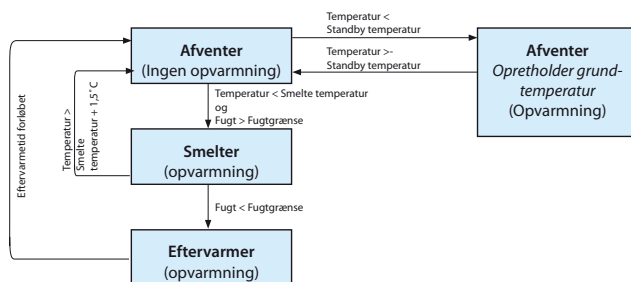 Afventer
(Ingen opvarmning)
Temperatur <
Standby temperatur
Temperatur >-
Standby temperatur
Afventer
Opretholder grund-
temperatur
(Opvarmning)
Temperatur < Smelte temperatur
og
Fugt > Fugtgrænse
Eftervarmetid forløbet
Temperatur >
Smelte
temperatur + 1,5˚C
Smelter
(opvarmning)
Fugt < Fugtgrænse
Eftervarmer
(opvarmning)